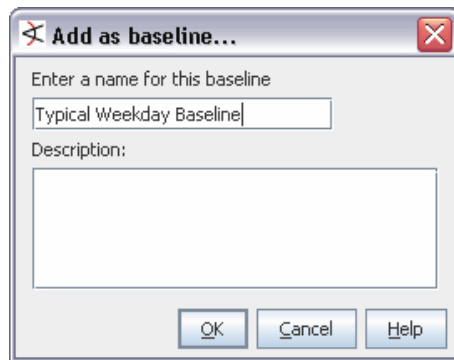 Add as baseline...
Enter a name for this baseline
Typical Weekday Baseline
Description:
OK Cancel Help